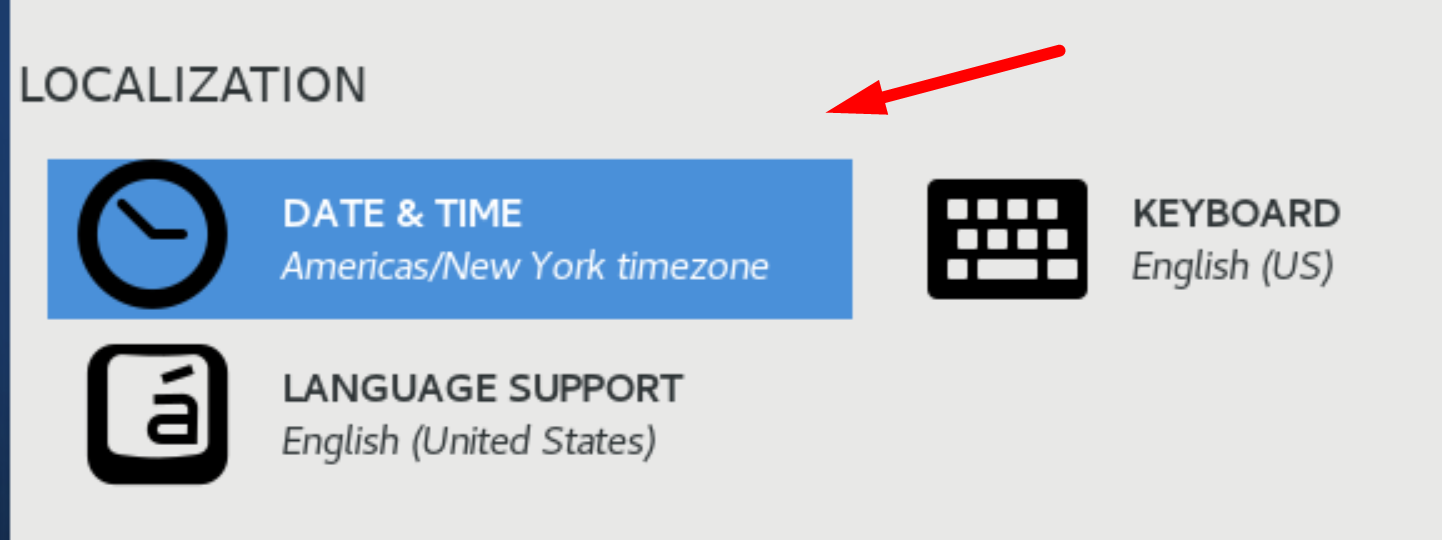 LOCALIZATION
DATE & TIME
Americas/New York timezone
KEYBOARD
English (US)
á
LANGUAGE SUPPORT
English (United States)